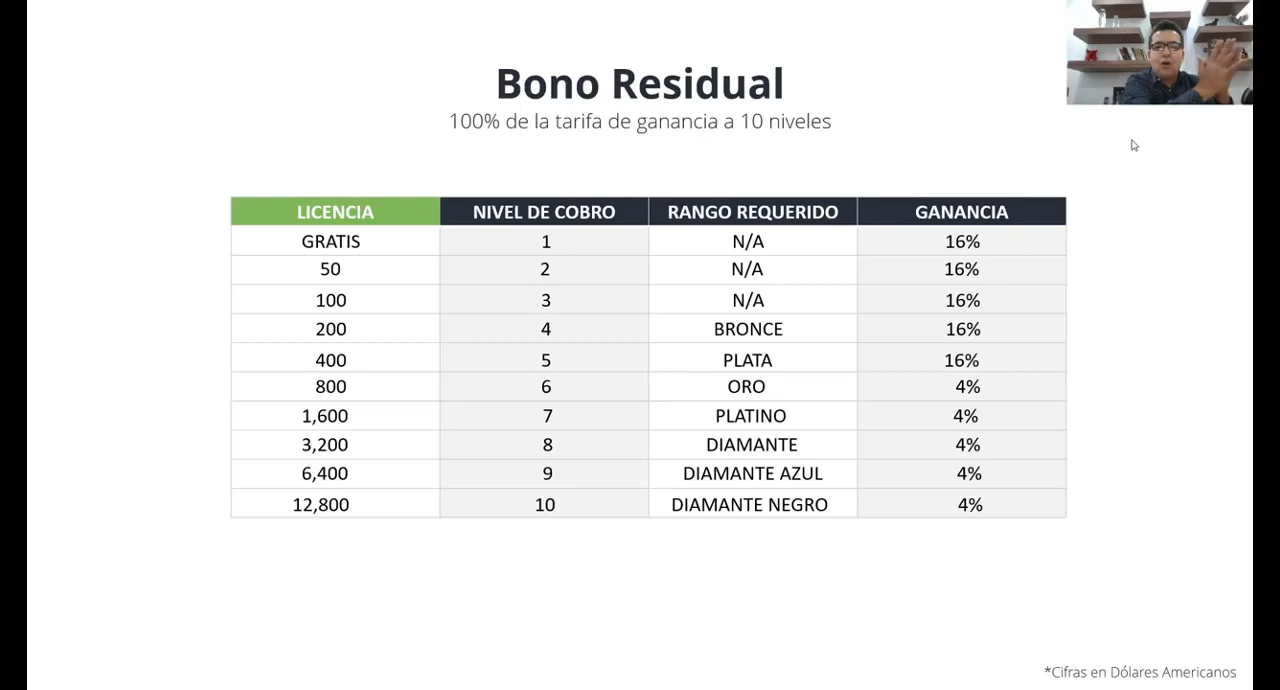 Bono Residual
100% de la tarifa de ganancia a 10 niveles
LICENCIA NIVEL DE COBRO RANGO REQUERIDO GANANCIA
GRATIS 1 N/A 16%
50 2 N/A 16%
100 3 N/A 16%
200 4 BRONCE 16%
400 5 PLATA 16%
800 6 ORO 4%
1,600 7 PLATINO 4%
3,200 8 DIAMANTE 4%
6,400 9 DIAMANTE AZUL 4%
12,800 10 DIAMANTE NEGRO 4%
*Cifras en Dólares Americanos